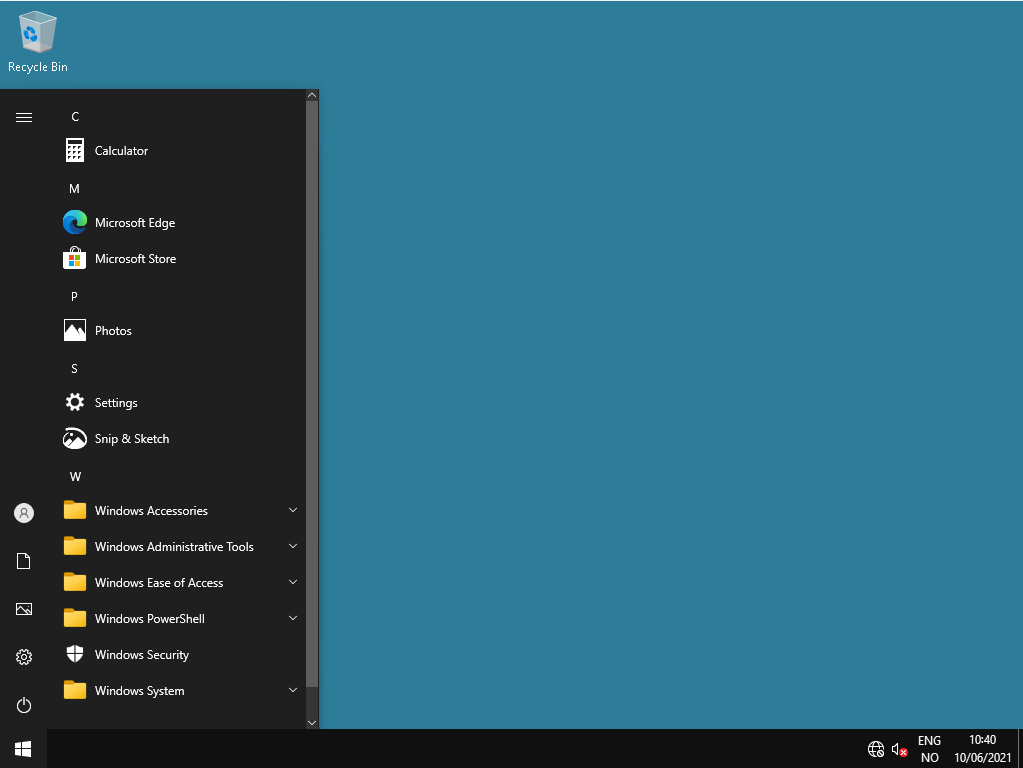 Recycle Bin
C
Calculator
M
Microsoft Edge
Microsoft Store
P
Photos
S
Settings
Snip & Sketch
W
Windows Accessories
Windows Administrative Tools
Windows Ease of Access
Windows PowerShell
Windows Security
Windows System
ENG
NO
10:40
10/06/2021